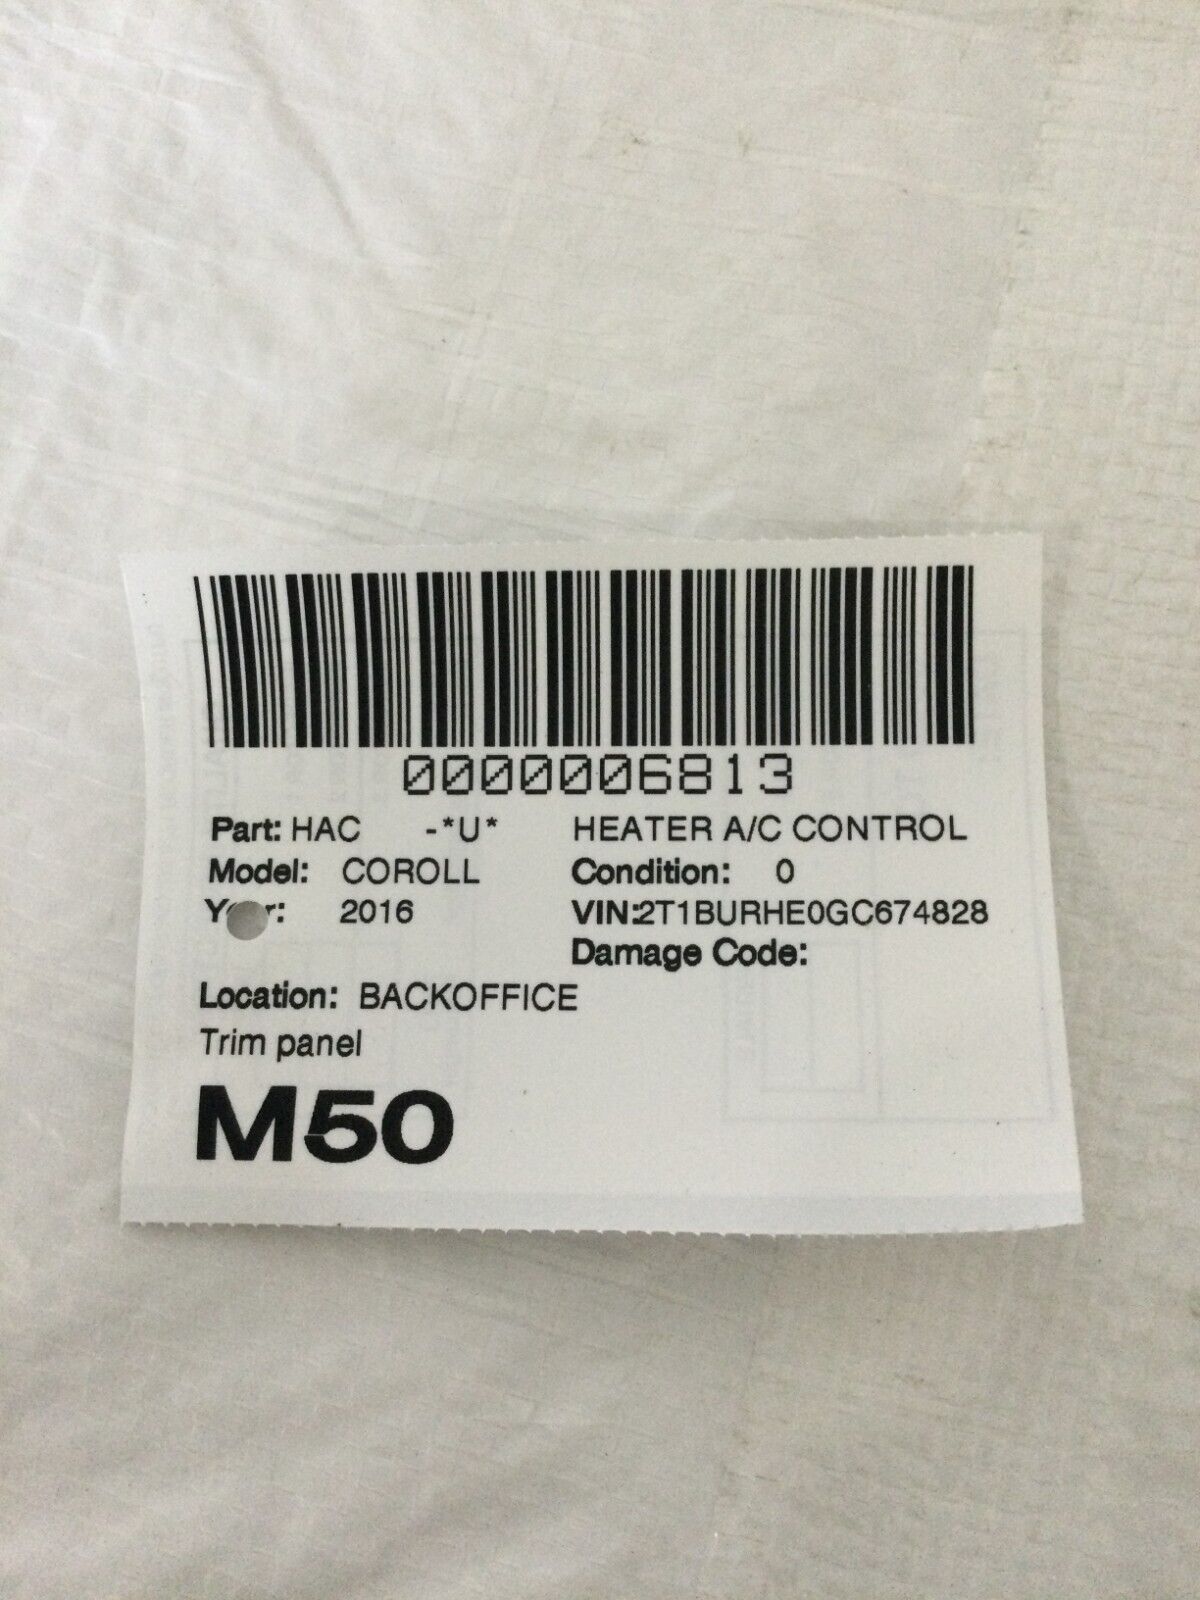 0000006813
Part: HAC -*U* HEATER A/C CONTROL
Model: COROLL Condition: 0
Year: 2016 VIN:2T1BURHE0GC674828
Damage Code:
Location: BACKOFFICE
Trim panel
M50